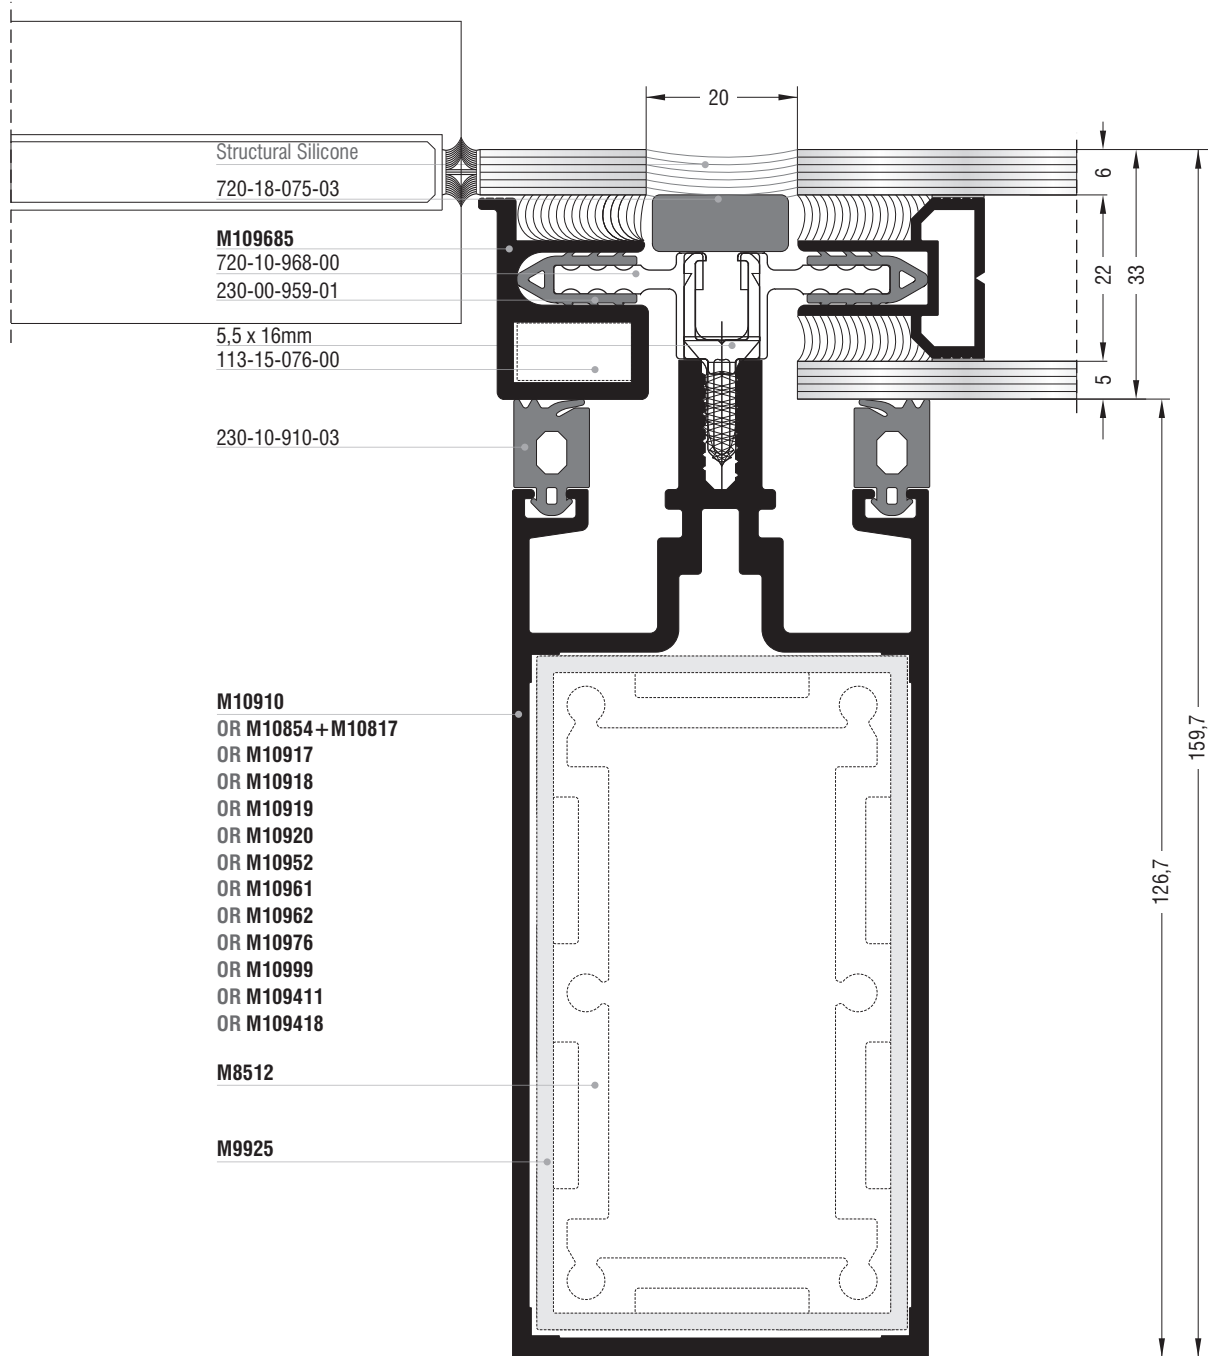 20
Structural Silicone
720-18-075-03
M109685
720-10-968-00
230-00-959-01
5,5 x 16mm
113-15-076-00
230-10-910-03
6
22
33
5
M10910
OR M10854+M10817
OR M10917
OR M10918
OR M10919
OR M10920
OR M10952
OR M10961
OR M10962
OR M10976
OR M10999
OR M109411
OR M109418
M8512
M9925
159,7
126,7